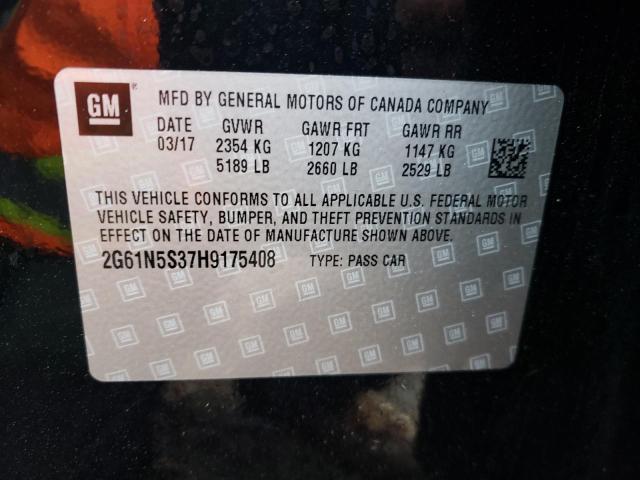 GM ®
MFD BY GENERAL MOTORS OF CANADA COMPANY
DATE GVWR GAWR FRT GAWR RR
03/17 2354 KG 1207 KG 1147 KG
5189 LB 2660 LB 2529 LB
THIS VEHICLE CONFORMS TO ALL APPLICABLE U.S. FEDERAL MOTOR
VEHICLE SAFETY, BUMPER, AND THEFT PREVENTION STANDARDS IN
EFFECT ON THE DATE OF MANUFACTURE SHOWN ABOVE.
2G61N5S37H9175408 TYPE: PASS CAR